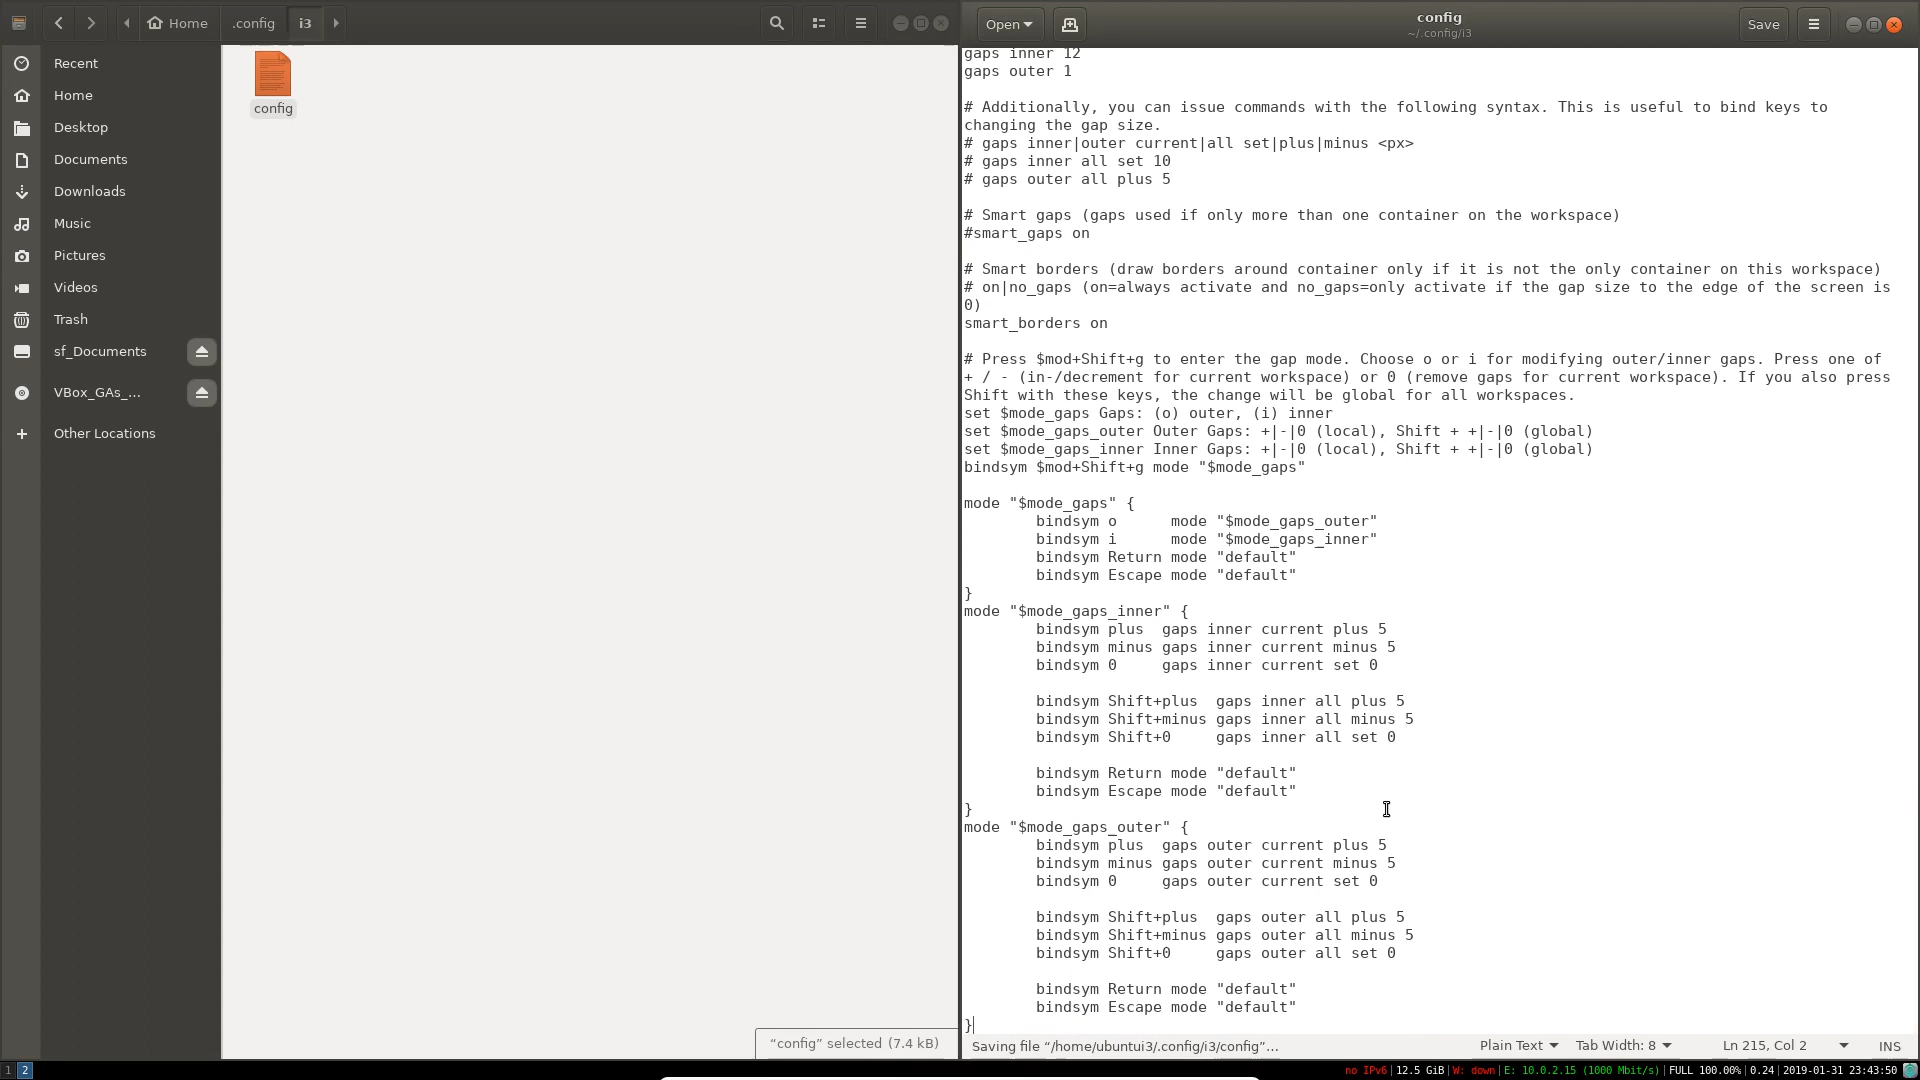 Home
.config
i3
Recent
Home
Desktop
Documents
Downloads
Music
Pictures
Videos
Trash
sf_Documents
VBox_GAs_...
Other Locations
config
“config” selected (7.4 kB)
Open
config
~/.config/i3
Save
gaps inner 12
gaps outer 1
# Additionally, you can issue commands with the following syntax. This is useful to bind keys to
changing the gap size.
# gaps inner|outer current|all set|plus|minus <px>
# gaps inner all set 10
# gaps outer all plus 5
# Smart gaps (gaps used if only more than one container on the workspace)
#smart_gaps on
# Smart borders (draw borders around container only if it is not the only container on this workspace)
# on|no_gaps (on=always activate and no_gaps=only activate if the gap size to the edge of the screen is
0)
smart_borders on
# Press $mod+Shift+g to enter the gap mode. Choose o or i for modifying outer/inner gaps. Press one of
+ / - (in-/decrement for current workspace) or 0 (remove gaps for current workspace). If you also press
Shift with these keys, the change will be global for all workspaces.
set $mode_gaps Gaps: (o) outer, (i) inner
set $mode_gaps_outer Outer Gaps: +|-|0 (local), Shift + +|-|0 (global)
set $mode_gaps_inner Inner Gaps: +|-|0 (local), Shift + +|-|0 (global)
bindsym $mod+Shift+g mode "$mode_gaps"
mode "$mode_gaps" {
bindsym o      mode "$mode_gaps_outer"
bindsym i      mode "$mode_gaps_inner"
bindsym Return mode "default"
bindsym Escape mode "default"
}
mode "$mode_gaps_inner" {
bindsym plus  gaps inner current plus 5
bindsym minus gaps inner current minus 5
bindsym 0     gaps inner current set 0
bindsym Shift+plus  gaps inner all plus 5
bindsym Shift+minus gaps inner all minus 5
bindsym Shift+0     gaps inner all set 0
bindsym Return mode "default"
bindsym Escape mode "default"
}
mode "$mode_gaps_outer" {
bindsym plus  gaps outer current plus 5
bindsym minus gaps outer current minus 5
bindsym 0     gaps outer current set 0
bindsym Shift+plus  gaps outer all plus 5
bindsym Shift+minus gaps outer all minus 5
bindsym Shift+0     gaps outer all set 0
bindsym Return mode "default"
bindsym Escape mode "default"
}
Saving file “/home/ubuntui3/.config/i3/config”…
Plain Text
Tab Width: 8
Ln 215, Col 2
INS
1 2
no IPv6|12.5 GiB|W: down|E: 10.0.2.15 (1000 Mbit/s)|FULL 100.00%|0.24|2019-01-31 23:43:50